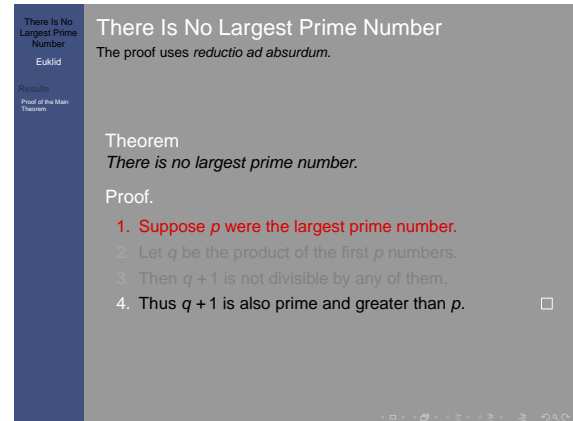 There Is No
Largest Prime
Number
Euklid
Results
Proof of the Main
Theorem
There Is No Largest Prime Number
The proof uses reductio ad absurdum.
Theorem
There is no largest prime number.
Proof.
1. Suppose p were the largest prime number.
2. Let q be the product of the first p numbers.
3. Then q + 1 is not divisible by any of them.
4. Thus q + 1 is also prime and greater than p. □